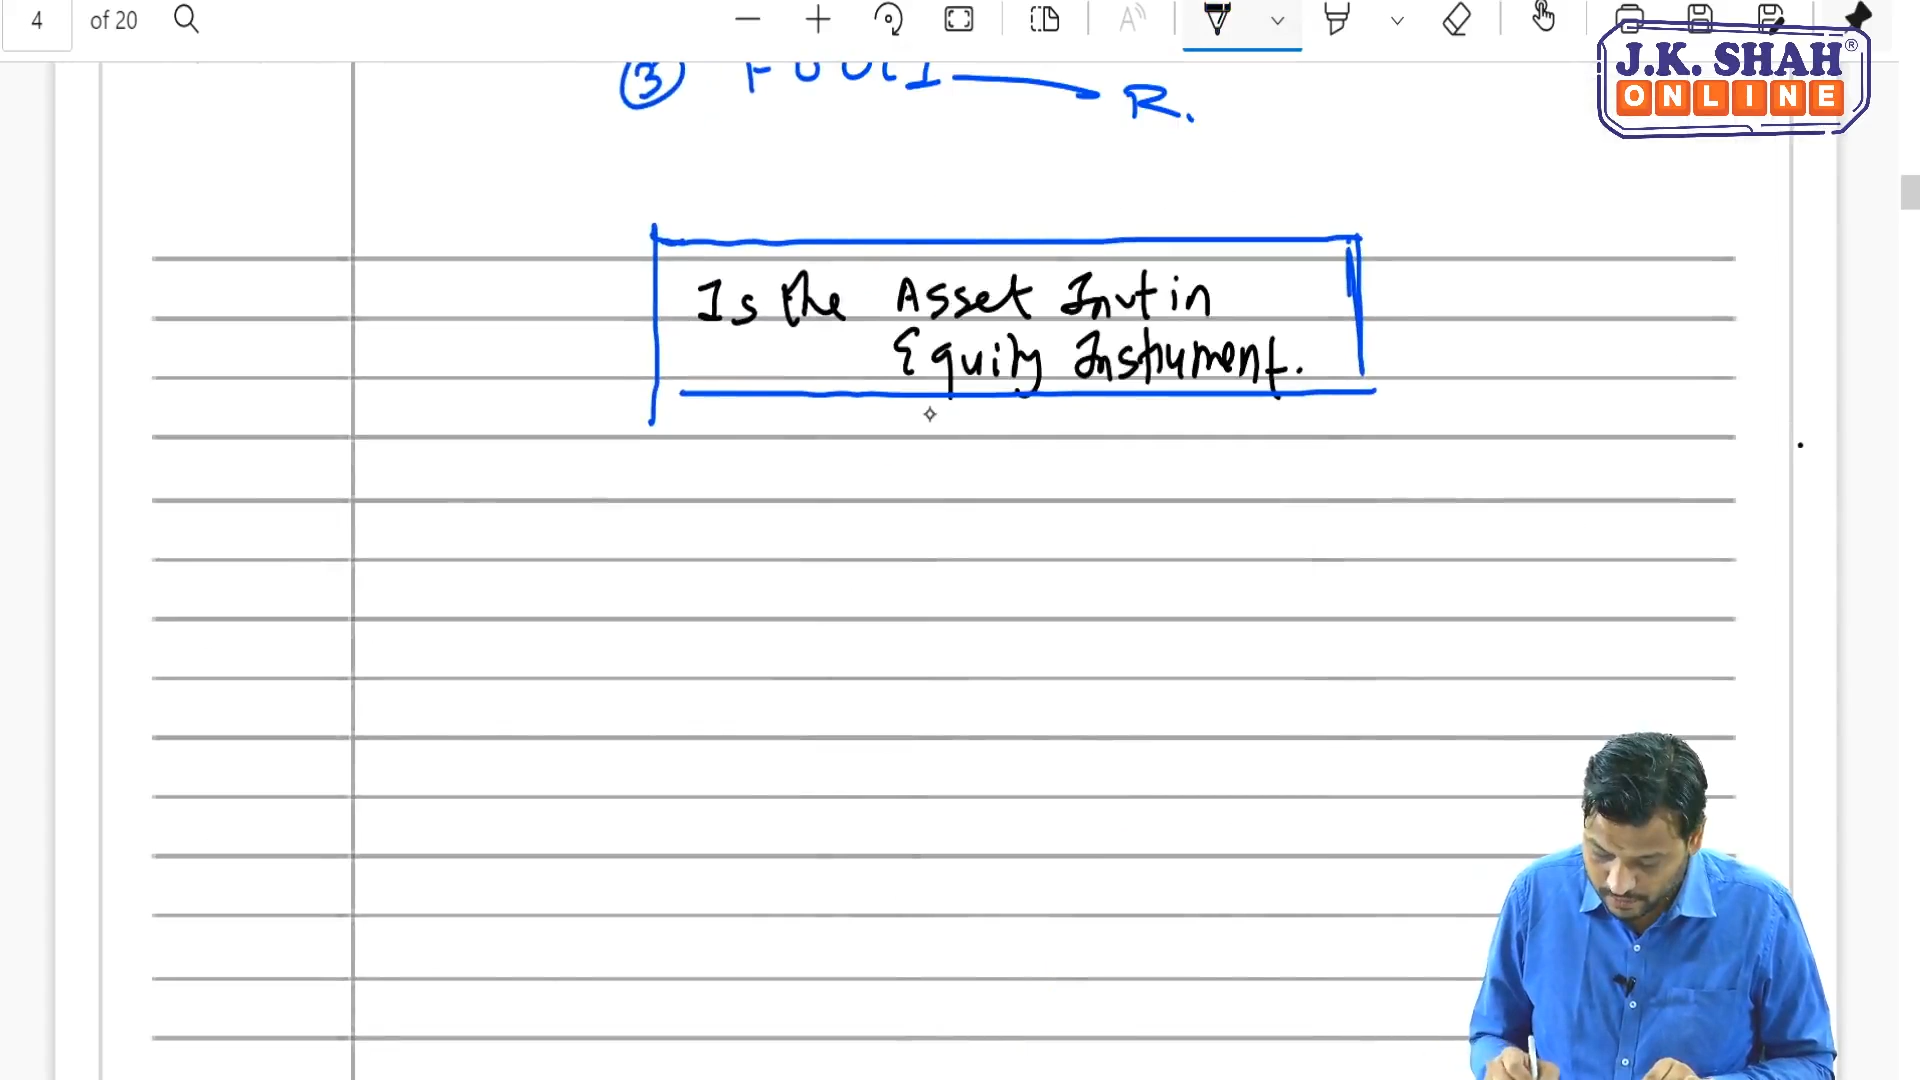 4 of 20
J.K. SHAH®
ONLINE
③ FVOCI → R.
Is the Asset Invt in
Equity Instrument.